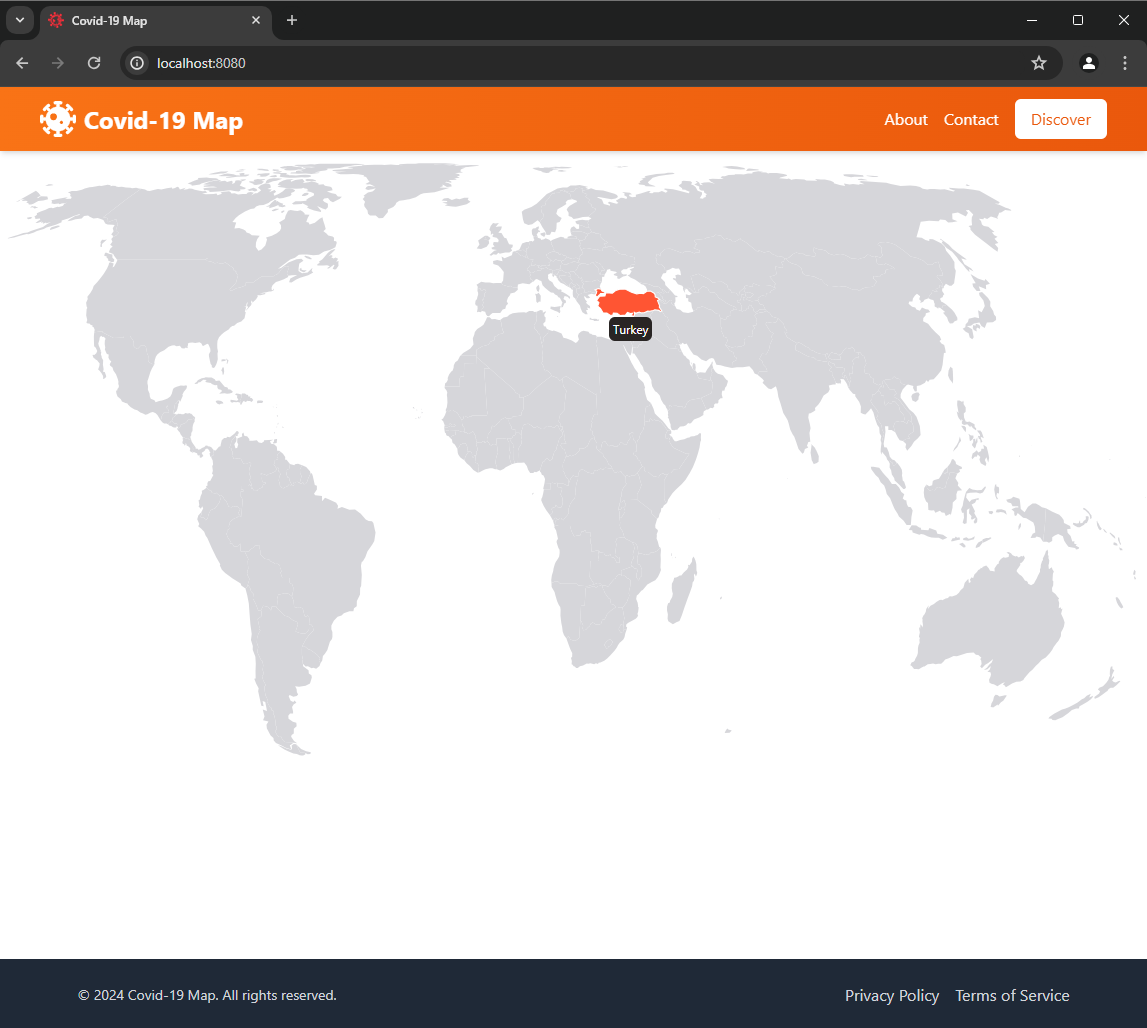 Covid-19 Map
localhost:8080
Covid-19 Map
About
Contact
Discover
Turkey
© 2024 Covid-19 Map. All rights reserved.
Privacy Policy
Terms of Service